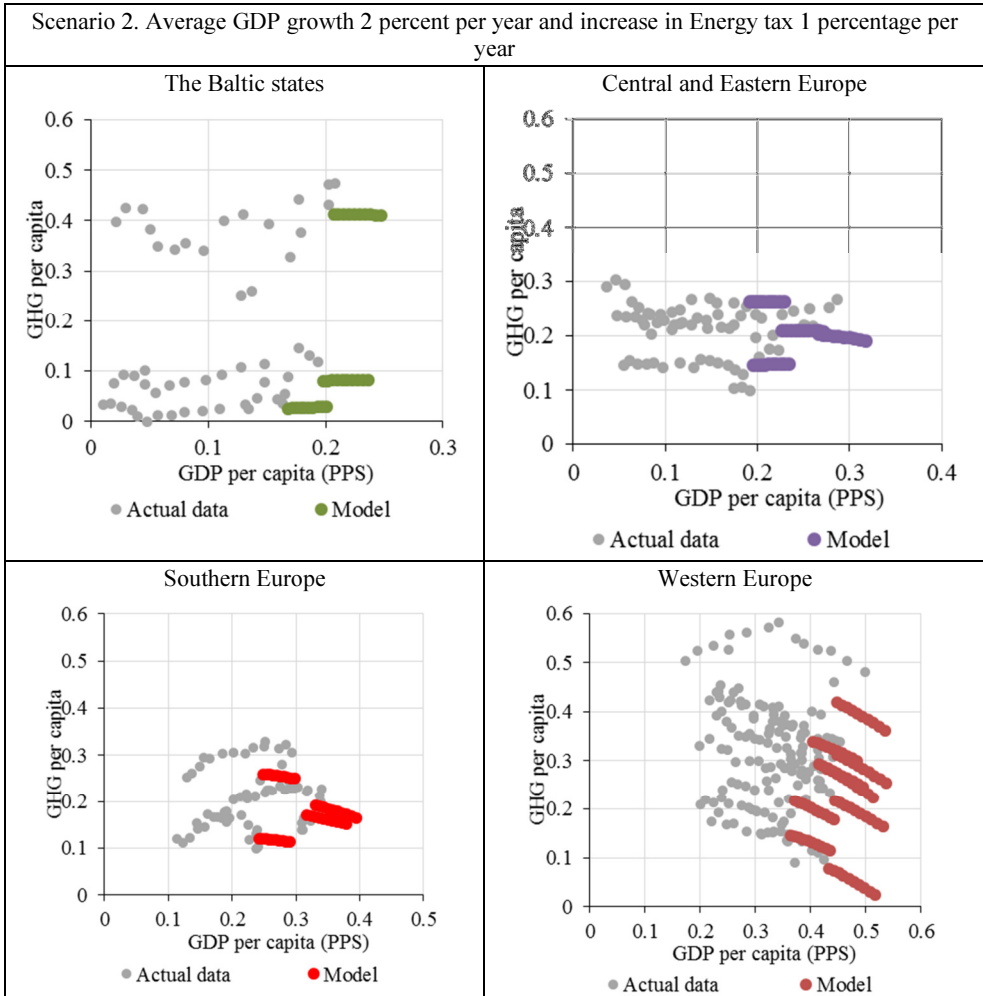 Scenario 2. Average GDP growth 2 percent per year and increase in Energy tax 1 percentage per
year
The Baltic states
0.6
0.5
0.4
0.3
0.2
0.1
0
GHG per capita
0 0.1 0.2 0.3
GDP per capita (PPS)
Actual data Model
Central and Eastern Europe
0.6
0.5
0.4
0.3
0.2
0.1
0
GHG per capita
0 0.1 0.2 0.3 0.4
GDP per capita (PPS)
Actual data Model
Southern Europe
0.6
0.5
0.4
0.3
0.2
0.1
0
GHG per capita
0 0.1 0.2 0.3 0.4 0.5
GDP per capita (PPS)
Actual data Model
Western Europe
0.6
0.5
0.4
0.3
0.2
0.1
0
GHG per capita
0 0.1 0.2 0.3 0.4 0.5 0.6
GDP per capita (PPS)
Actual data Model